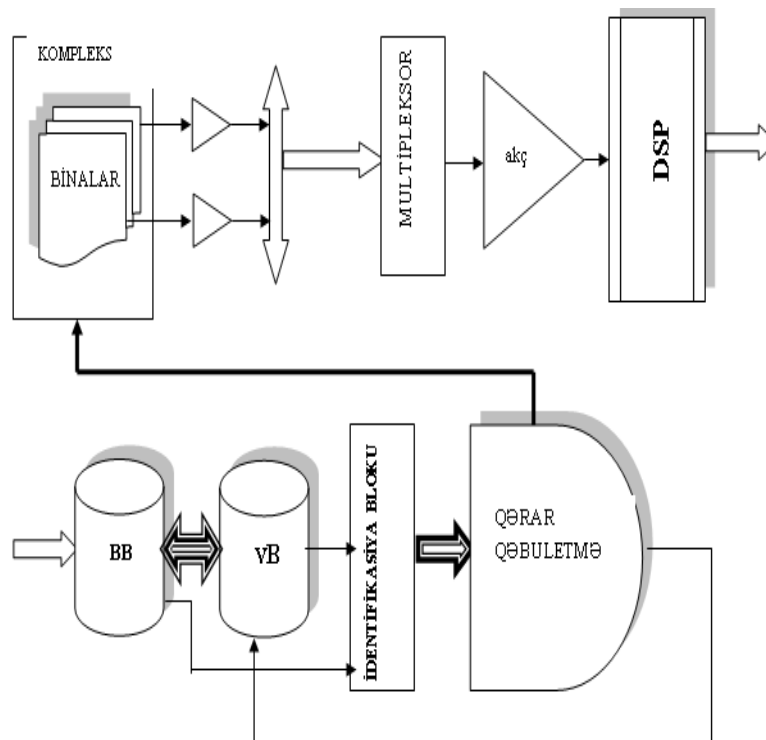 KOMPLEKS
BİNALAR
MULTİPLEKSOR
akç
DSP
BB
VB
İDENTİFİKASİYA BLOKU
QƏRAR
QƏBULETMƏ